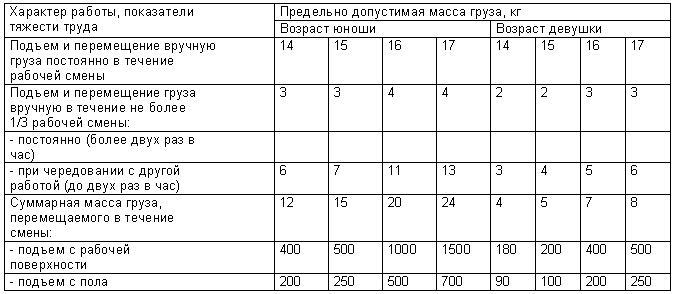 Характер работы, показатели тяжести труда Предельно допустимая масса груза, кг
Возраст юноши Возраст девушки
Подъем и перемещение вручную 14 15 16 17 14 15 16 17
груза постоянно в течение
рабочей смены
Подъем и перемещение груза 3 3 4 4 2 2 3 3
вручную в течение не более
1/3 рабочей смены:
- постоянно (более двух раз в
час)
- при чередовании с другой 6 7 11 13 3 4 5 6
работой (до двух раз в час)
Суммарная масса груза, 12 15 20 24 4 5 7 8
перемещаемого в течение
смены:
- подъем с рабочей 400 500 1000 1500 180 200 400 500
поверхности
- подъем с пола 200 250 500 700 90 100 200 250